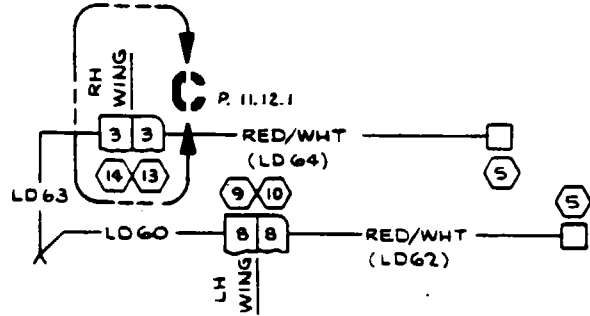 RH WING
C P. 11.12.1
3 3 RED/WHT
(LD64)
14 13
5
LD63
9 10
5
LD60 8 8 RED/WHT
(LD62)
LH WING